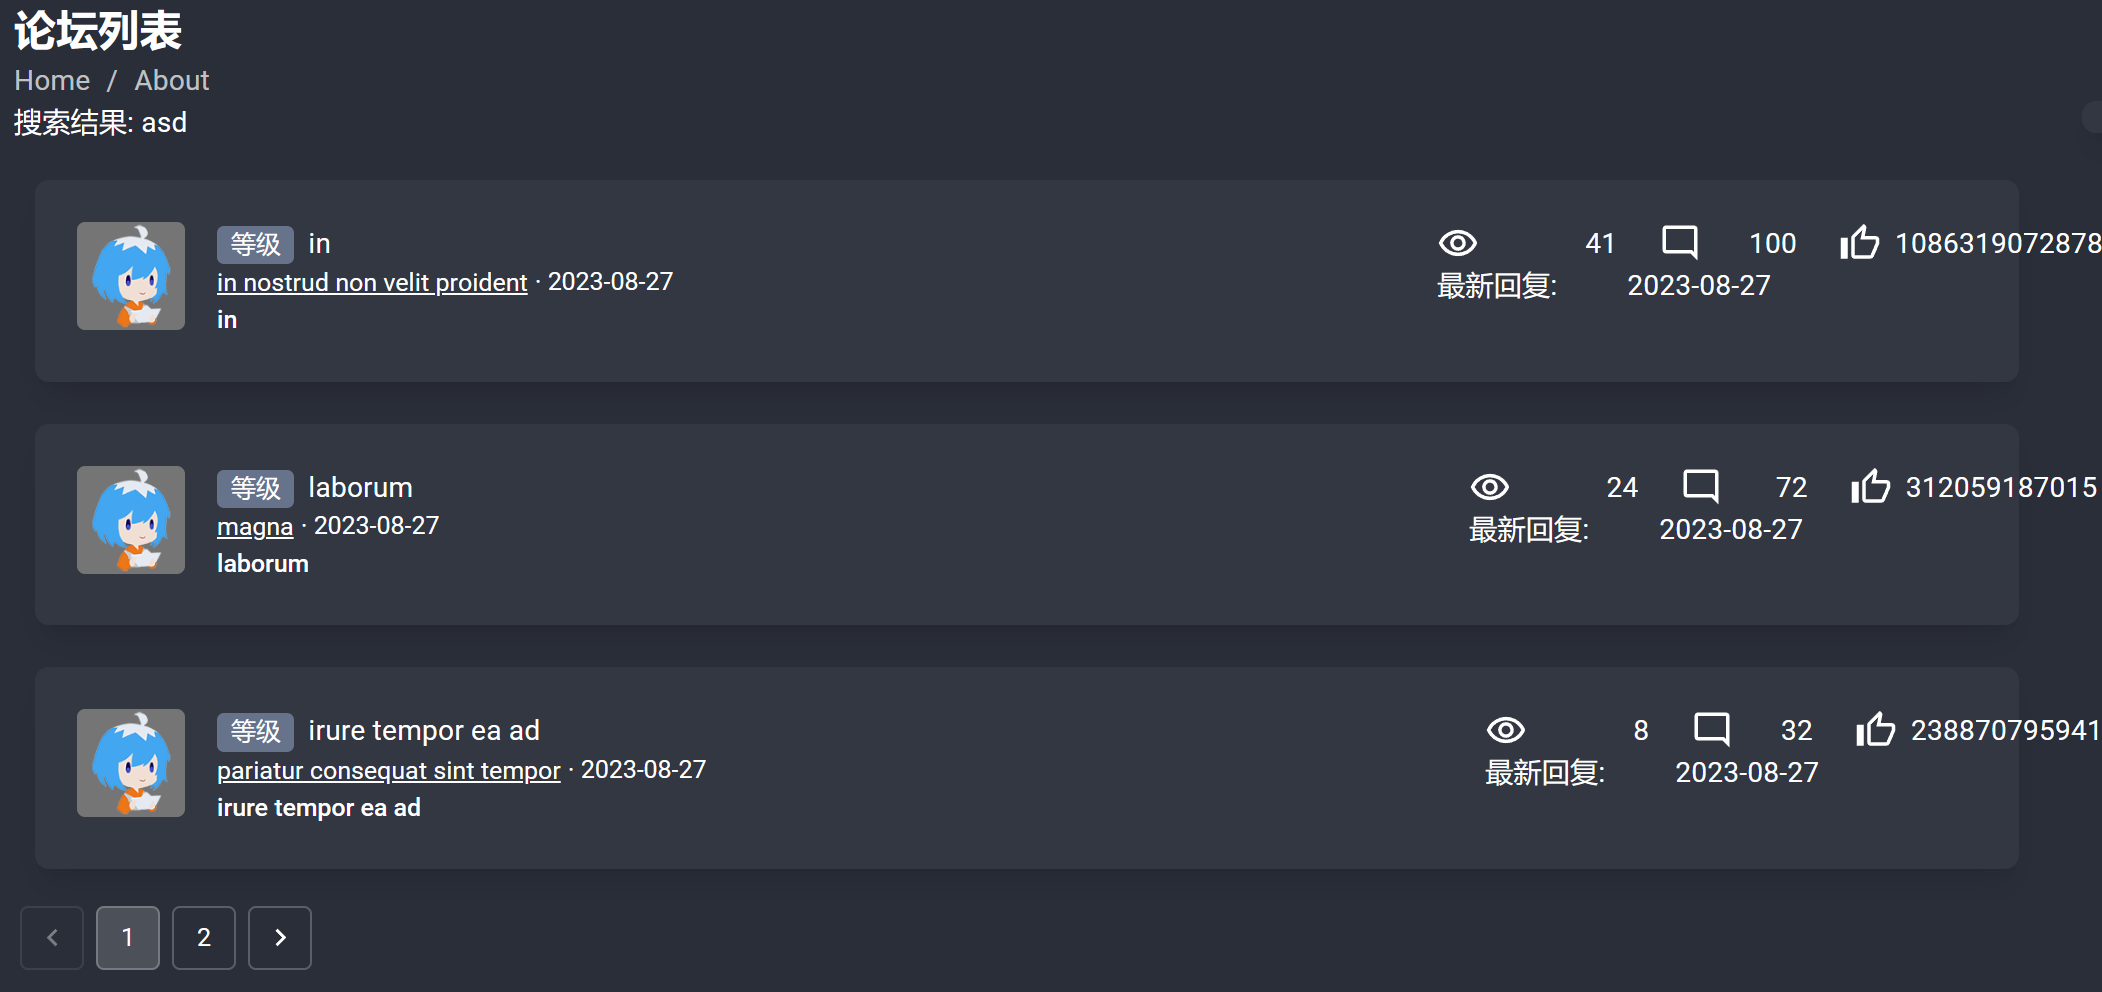 论坛列表
Home / About
搜索结果: asd
等级 in 41 100 1086319072878
in nostrud non velit proident · 2023-08-27 最新回复: 2023-08-27
in
等级 laborum 24 72 312059187015
magna · 2023-08-27 最新回复: 2023-08-27
laborum
等级 irure tempor ea ad 8 32 238870795941
pariatur consequat sint tempor · 2023-08-27 最新回复: 2023-08-27
irure tempor ea ad
1 2